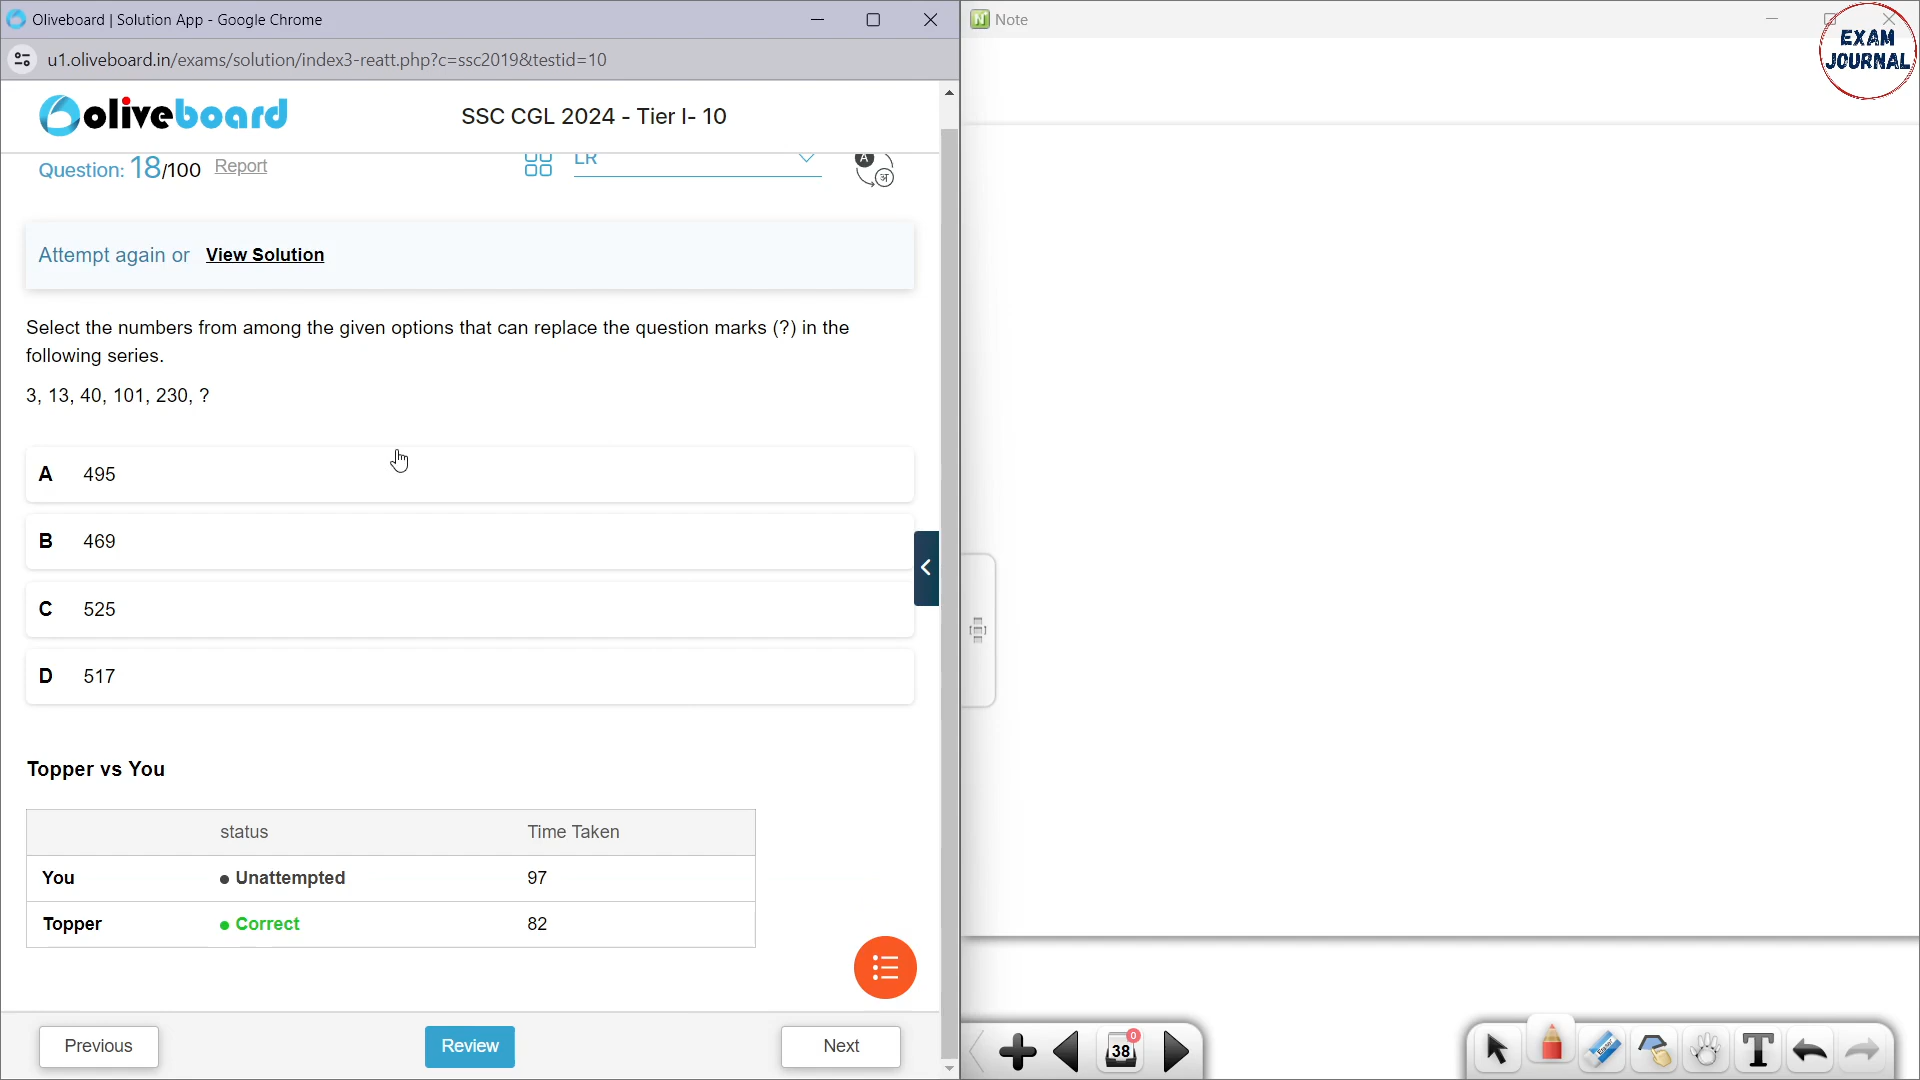 Oliveboard | Solution App - Google Chrome
u1.oliveboard.in/exams/solution/index3-reatt.php?c=ssc2019&testid=10
oliveboard
SSC CGL 2024 - Tier I- 10
Question: 18/100 Report
LR
A
अ
Attempt again or View Solution
Select the numbers from among the given options that can replace the question marks (?) in the
following series.
3, 13, 40, 101, 230, ?
A 495
B 469
C 525
D 517
Topper vs You
status Time Taken
You Unattempted 97
Topper Correct 82
Previous Review Next
N Note
EXAM
JOURNAL
38
0
T